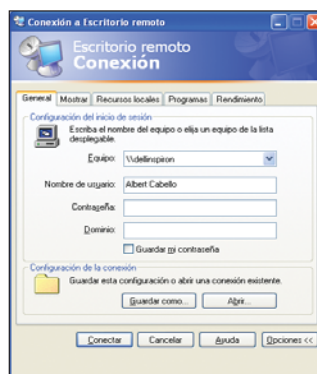 Conexión a Escritorio remoto
Escritorio remoto
Conexión
General Mostrar Recursos locales Programas Rendimiento
Configuración del inicio de sesión
Escriba el nombre del equipo o elija un equipo de la lista
desplegable.
Equipo: \\dellinspiron
Nombre de usuario: Albert Cabello
Contraseña:
Dominio:
Guardar mi contraseña
Configuración de la conexión
Guardar esta configuración o abrir una conexión existente.
Guardar como... Abrir...
Conectar Cancelar Ayuda Opciones <<